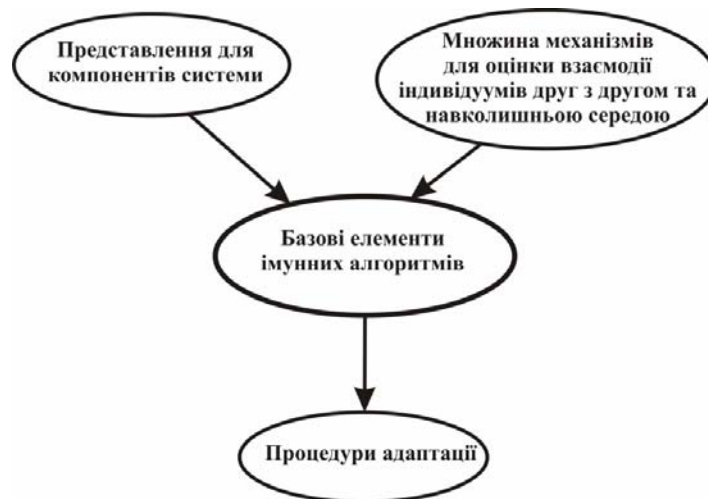 Представлення для
компонентів системи
Множина механізмів
для оцінки взаємодії
індивідуумів друг з другом та
навколишньою середою
Базові елементи
імунних алгоритмів
Процедури адаптації